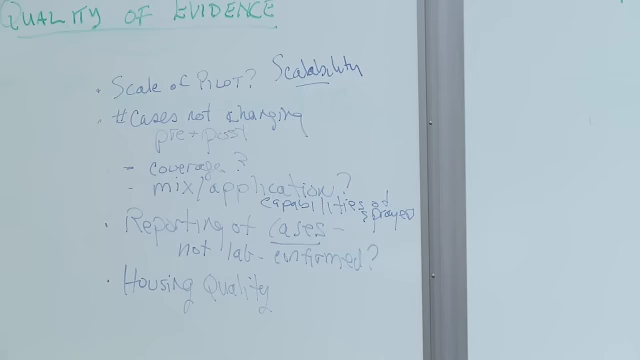 QUALITY OF EVIDENCE
• Scale of PILOT? Scalability
• # Cases not changing
pre + post
- coverage?
- mix/application?
capabilities of sprayer
• Reporting of Cases -
not lab-confirmed?
• Housing Quality